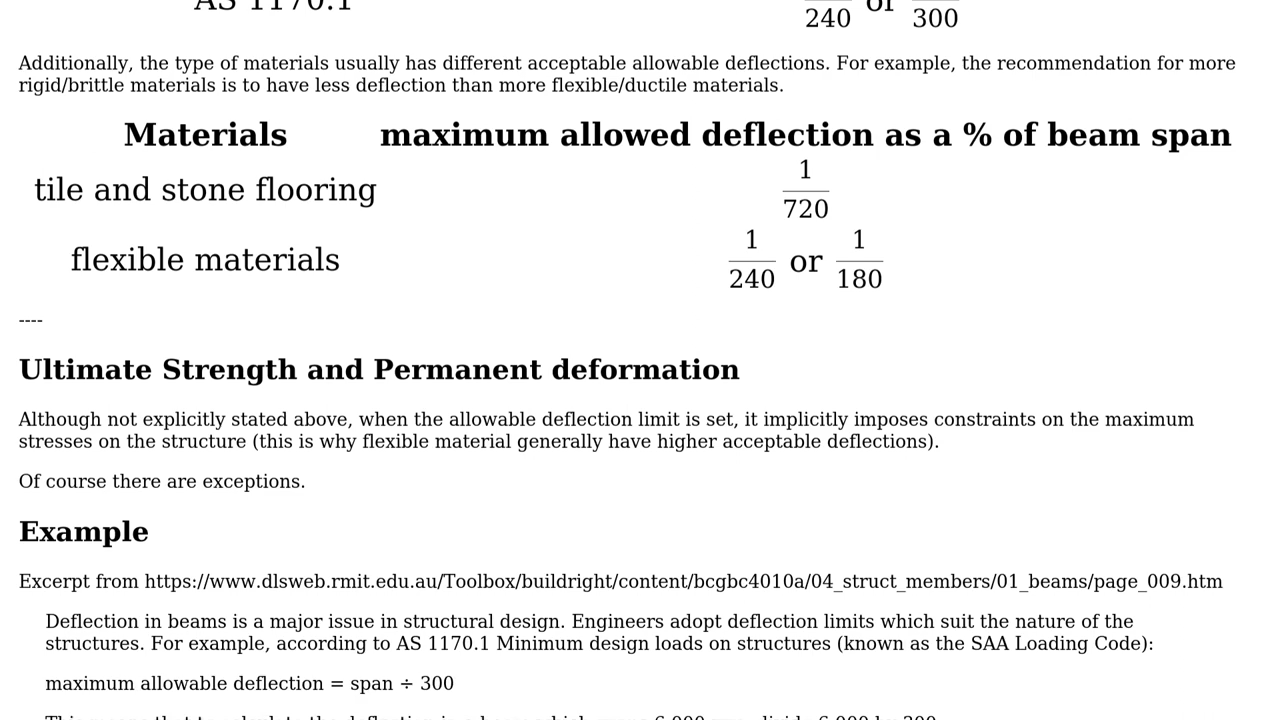 AS 1170.1 240 or 300
Additionally, the type of materials usually has different acceptable allowable deflections. For example, the recommendation for more
rigid/brittle materials is to have less deflection than more flexible/ductile materials.
Materials maximum allowed deflection as a % of beam span
tile and stone flooring 1/720
flexible materials 1/240 or 1/180
----
Ultimate Strength and Permanent deformation
Although not explicitly stated above, when the allowable deflection limit is set, it implicitly imposes constraints on the maximum
stresses on the structure (this is why flexible material generally have higher acceptable deflections).
Of course there are exceptions.
Example
Excerpt from https://www.dlsweb.rmit.edu.au/Toolbox/buildright/content/bcgbc4010a/04_struct_members/01_beams/page_009.htm
Deflection in beams is a major issue in structural design. Engineers adopt deflection limits which suit the nature of the
structures. For example, according to AS 1170.1 Minimum design loads on structures (known as the SAA Loading Code):
maximum allowable deflection = span ÷ 300